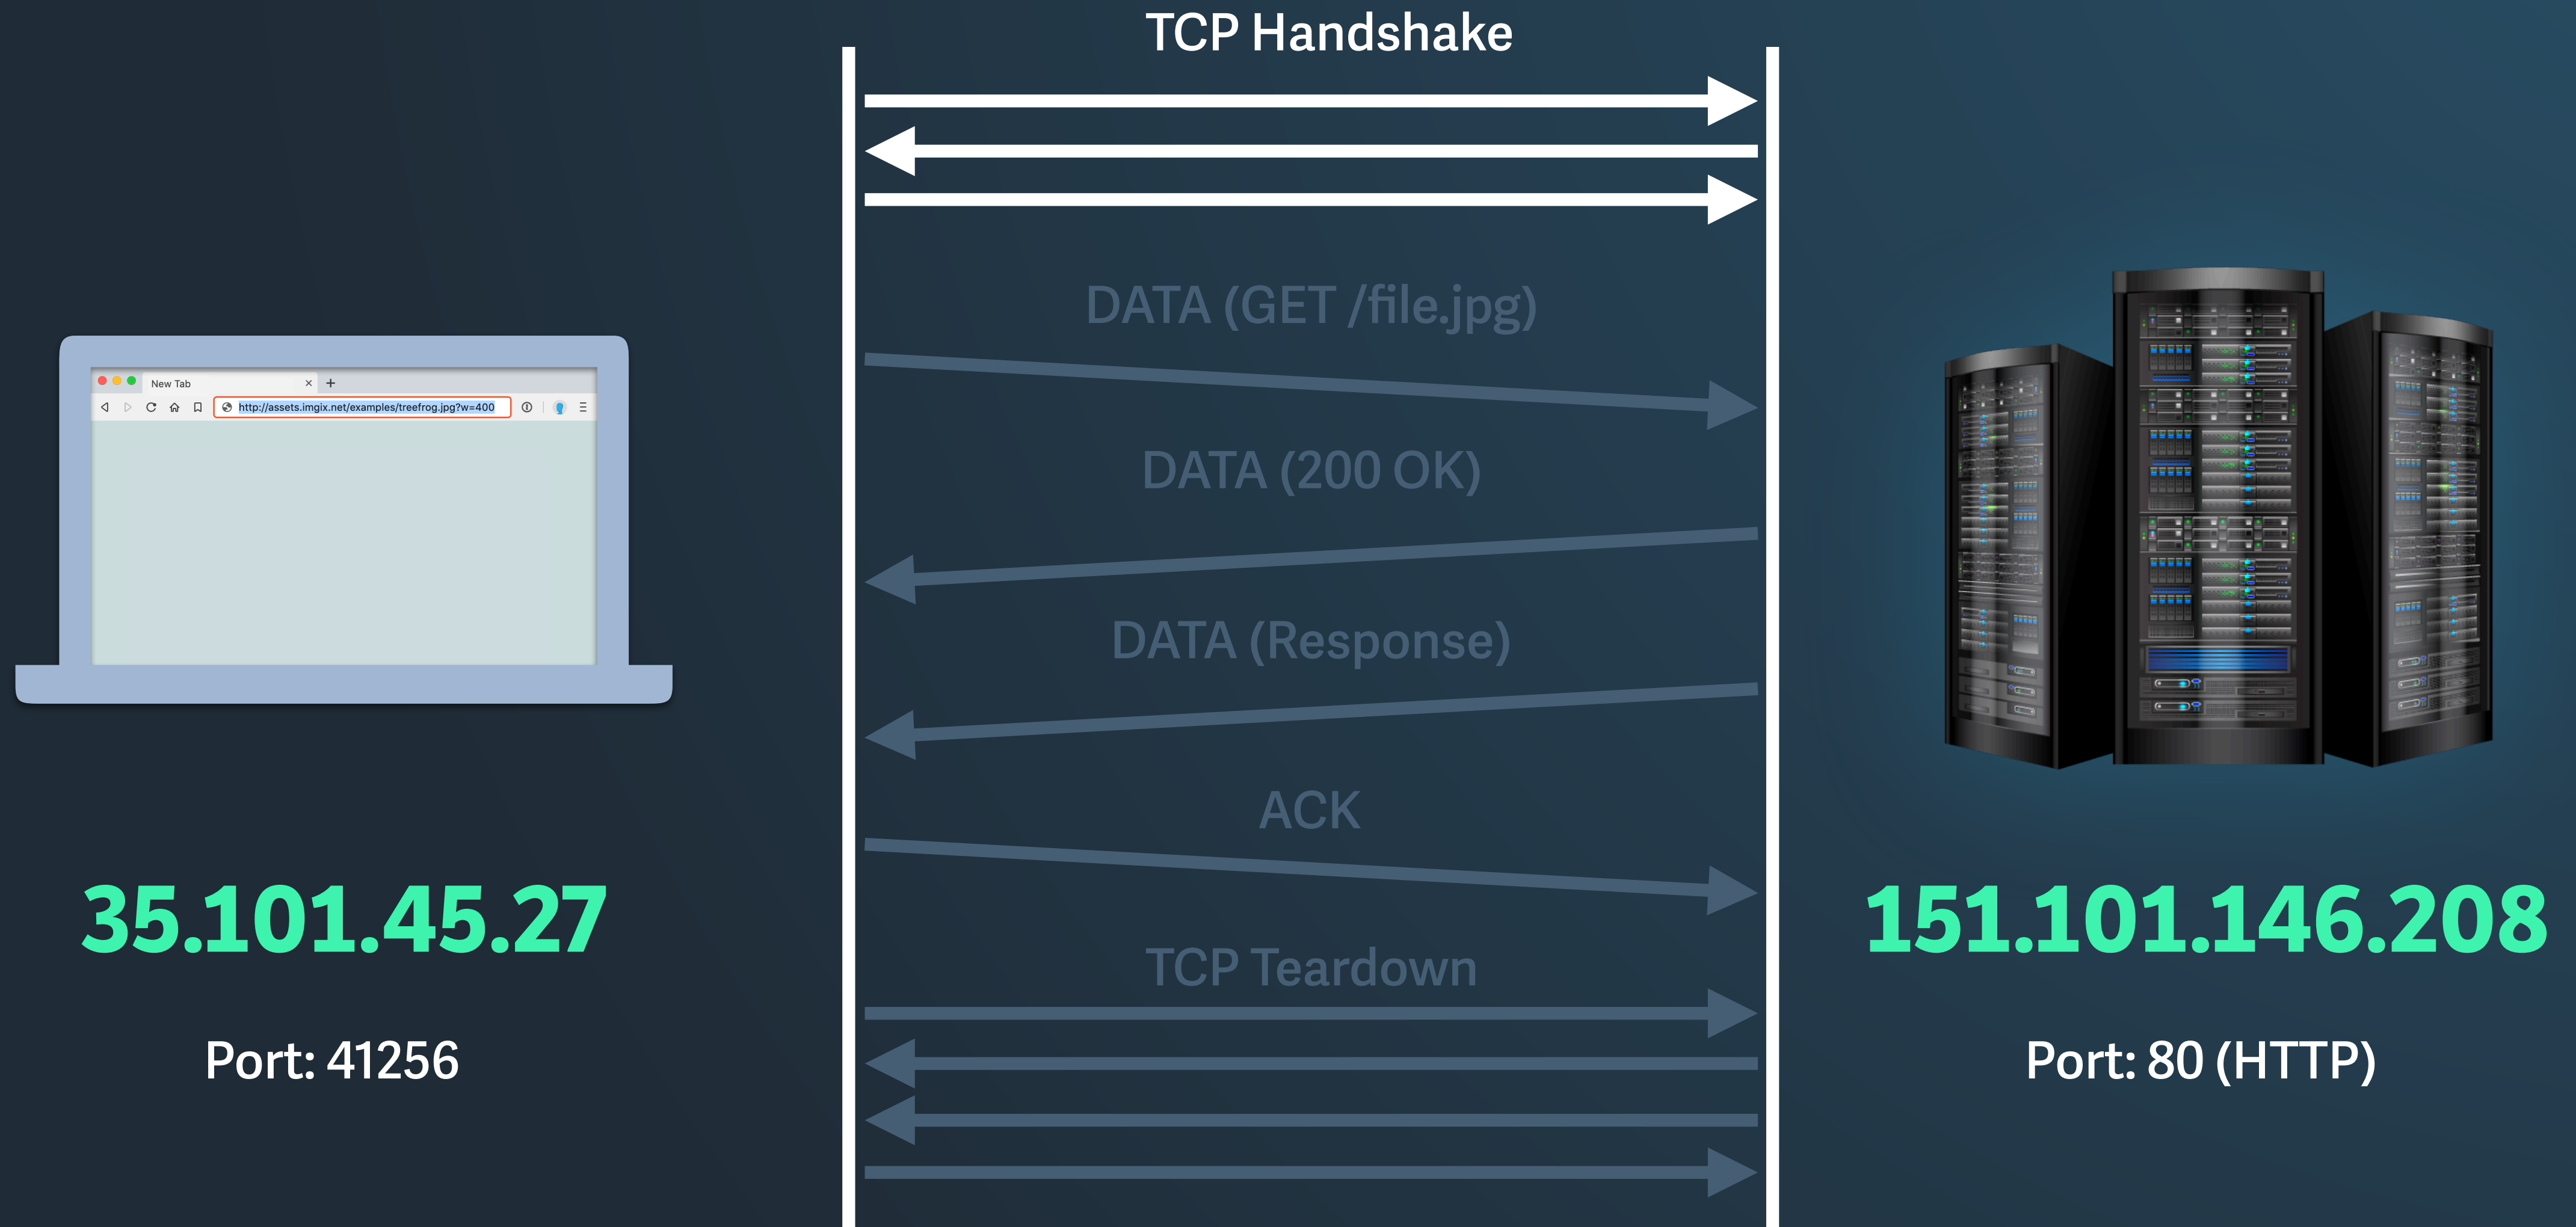 TCP Handshake
DATA (GET /file.jpg)
New Tab
http://assets.imgix.net/examples/treefrog.jpg?w=400
DATA (200 OK)
DATA (Response)
ACK
35.101.45.27
151.101.146.208
TCP Teardown
Port: 41256
Port: 80 (HTTP)